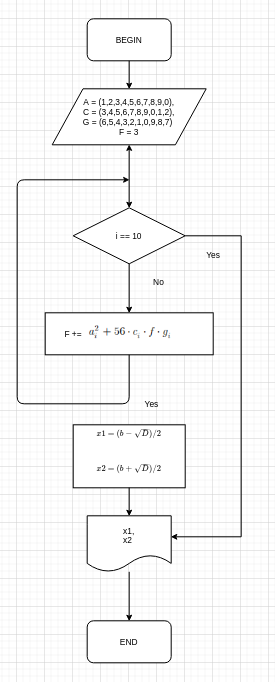 BEGIN
A = (1,2,3,4,5,6,7,8,9,0),
C = (3,4,5,6,7,8,9,0,1,2),
G = (6,5,4,3,2,1,0,9,8,7)
F = 3
i == 10
Yes
No
F += a_i^2 + 56 · c_i · f · g_i
Yes
x1 = (b − √D)/2
x2 = (b + √D)/2
x1,
x2
END